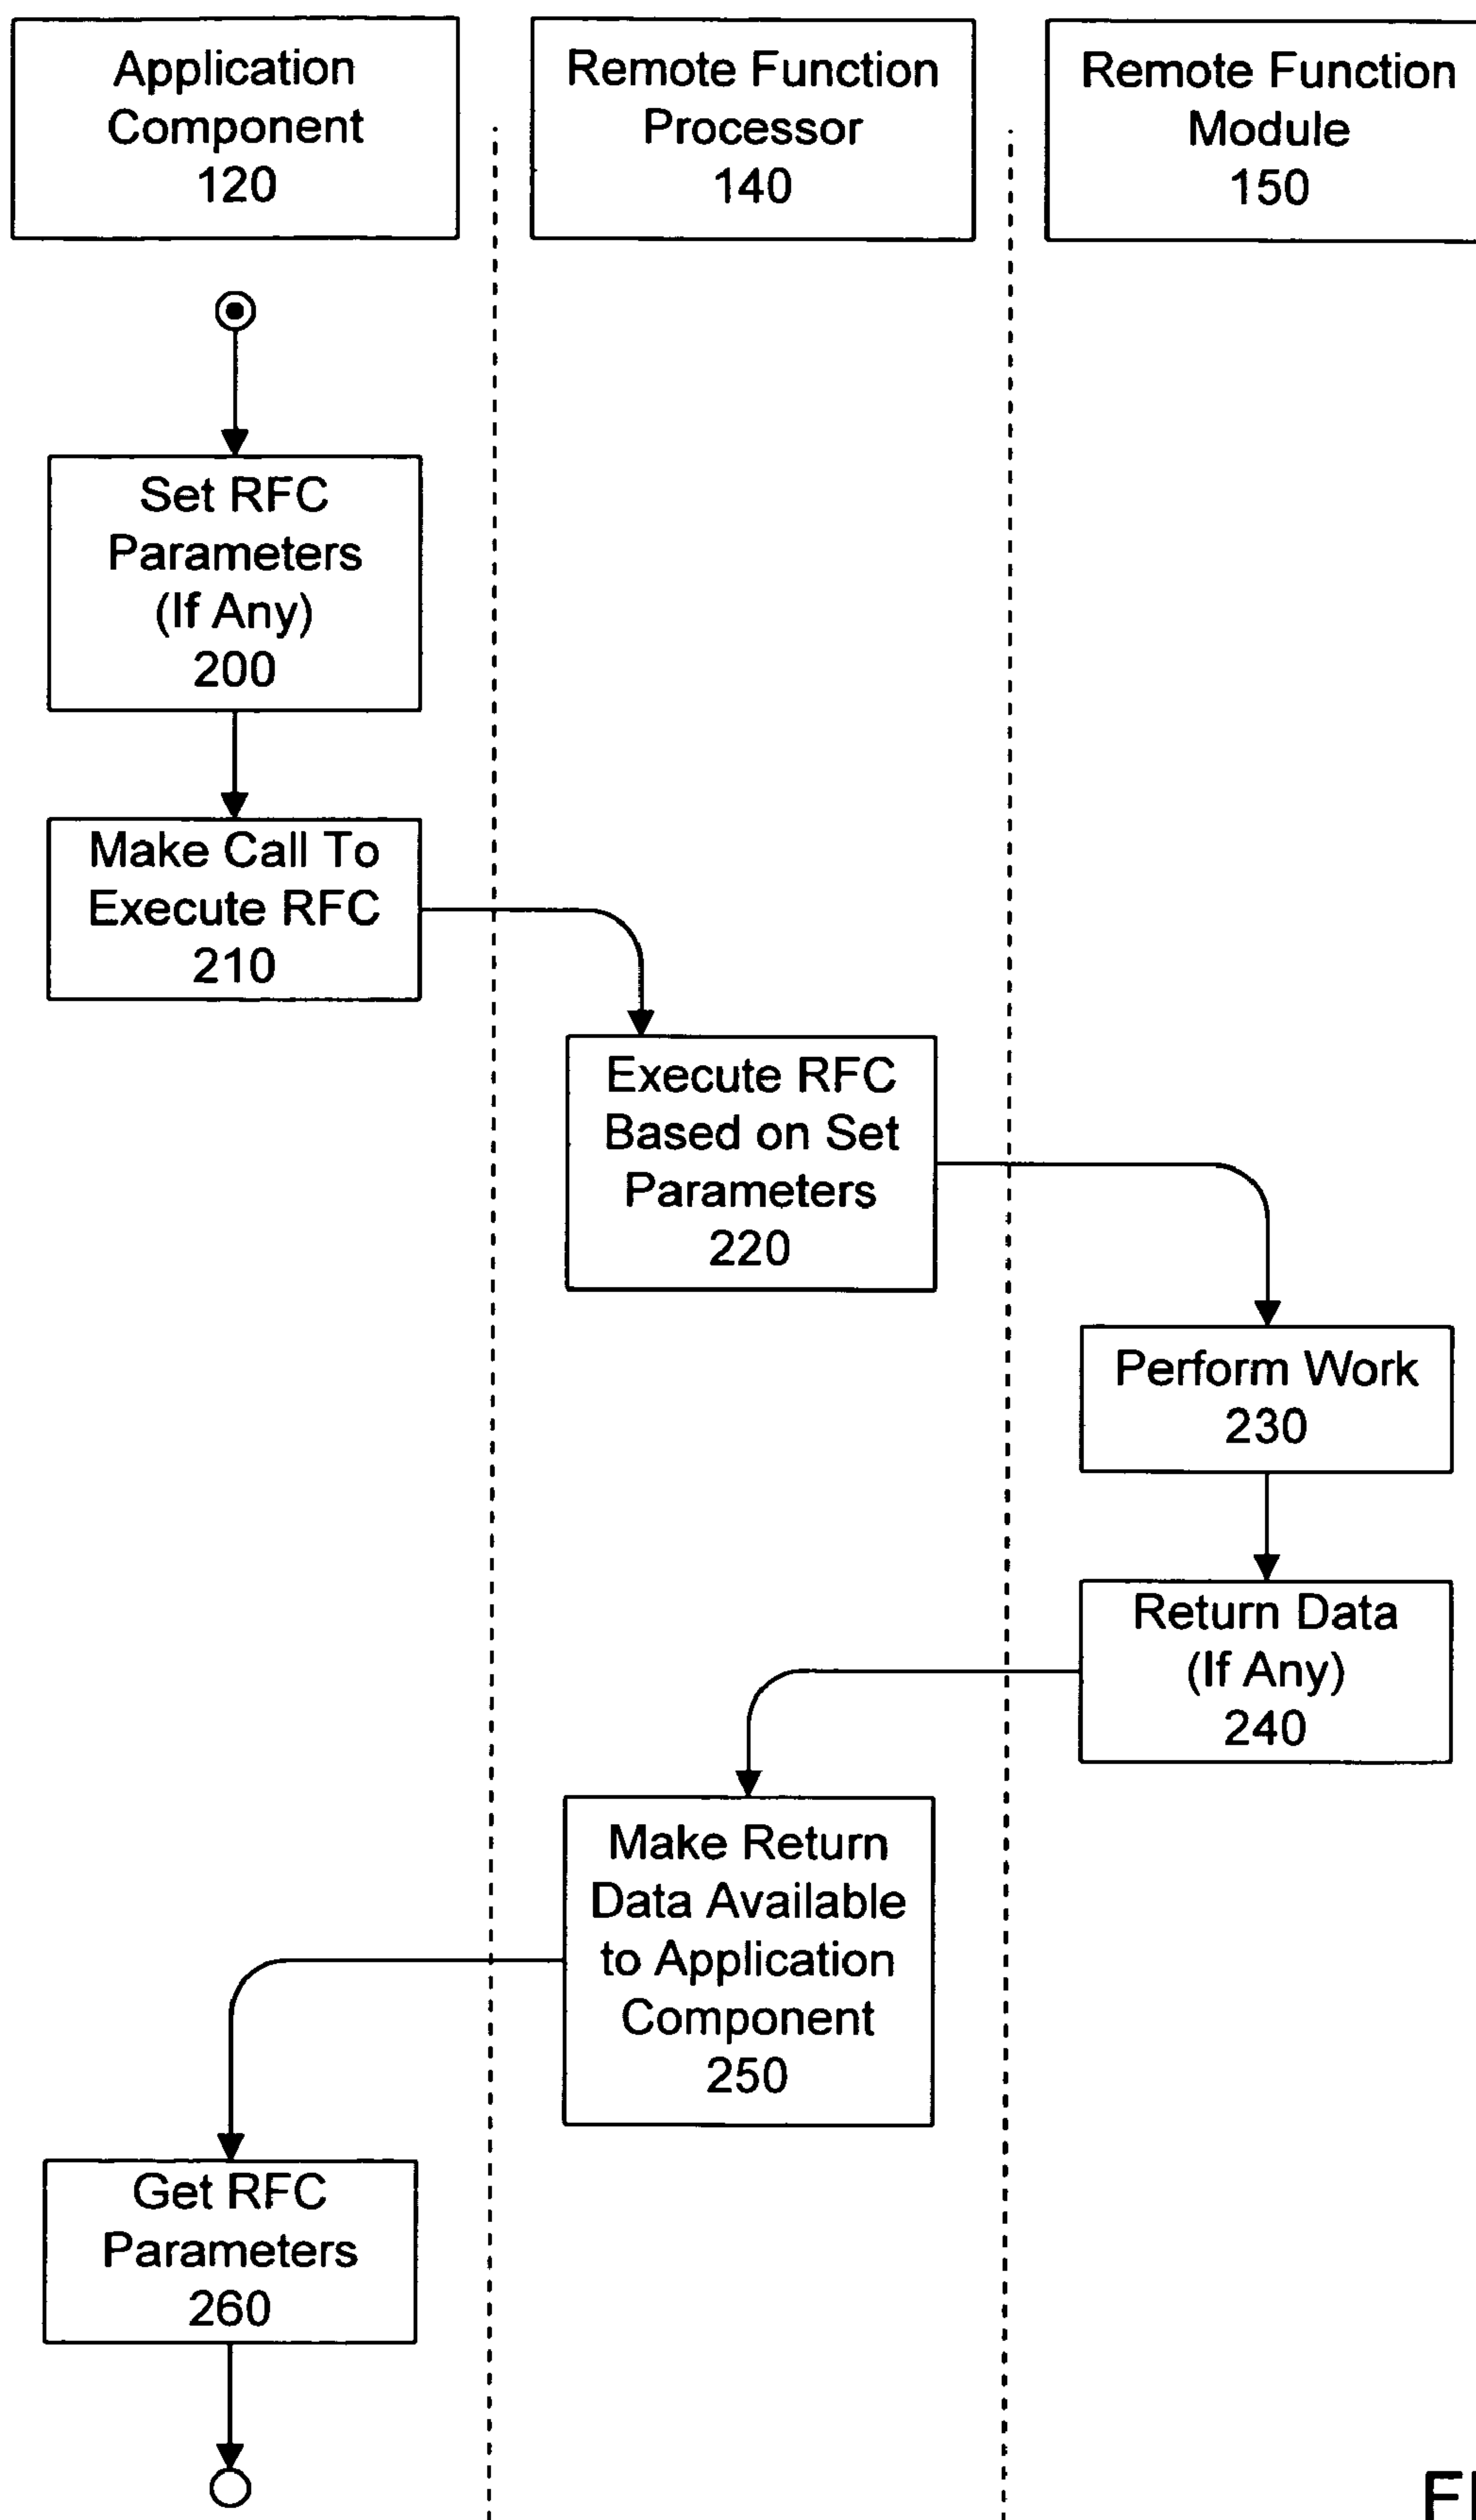 Application
Component
120
Remote Function
Processor
140
Remote Function
Module
150
Set RFC
Parameters
(If Any)
200
Make Call To
Execute RFC
210
Execute RFC
Based on Set
Parameters
220
Perform Work
230
Return Data
(If Any)
240
Make Return
Data Available
to Application
Component
250
Get RFC
Parameters
260